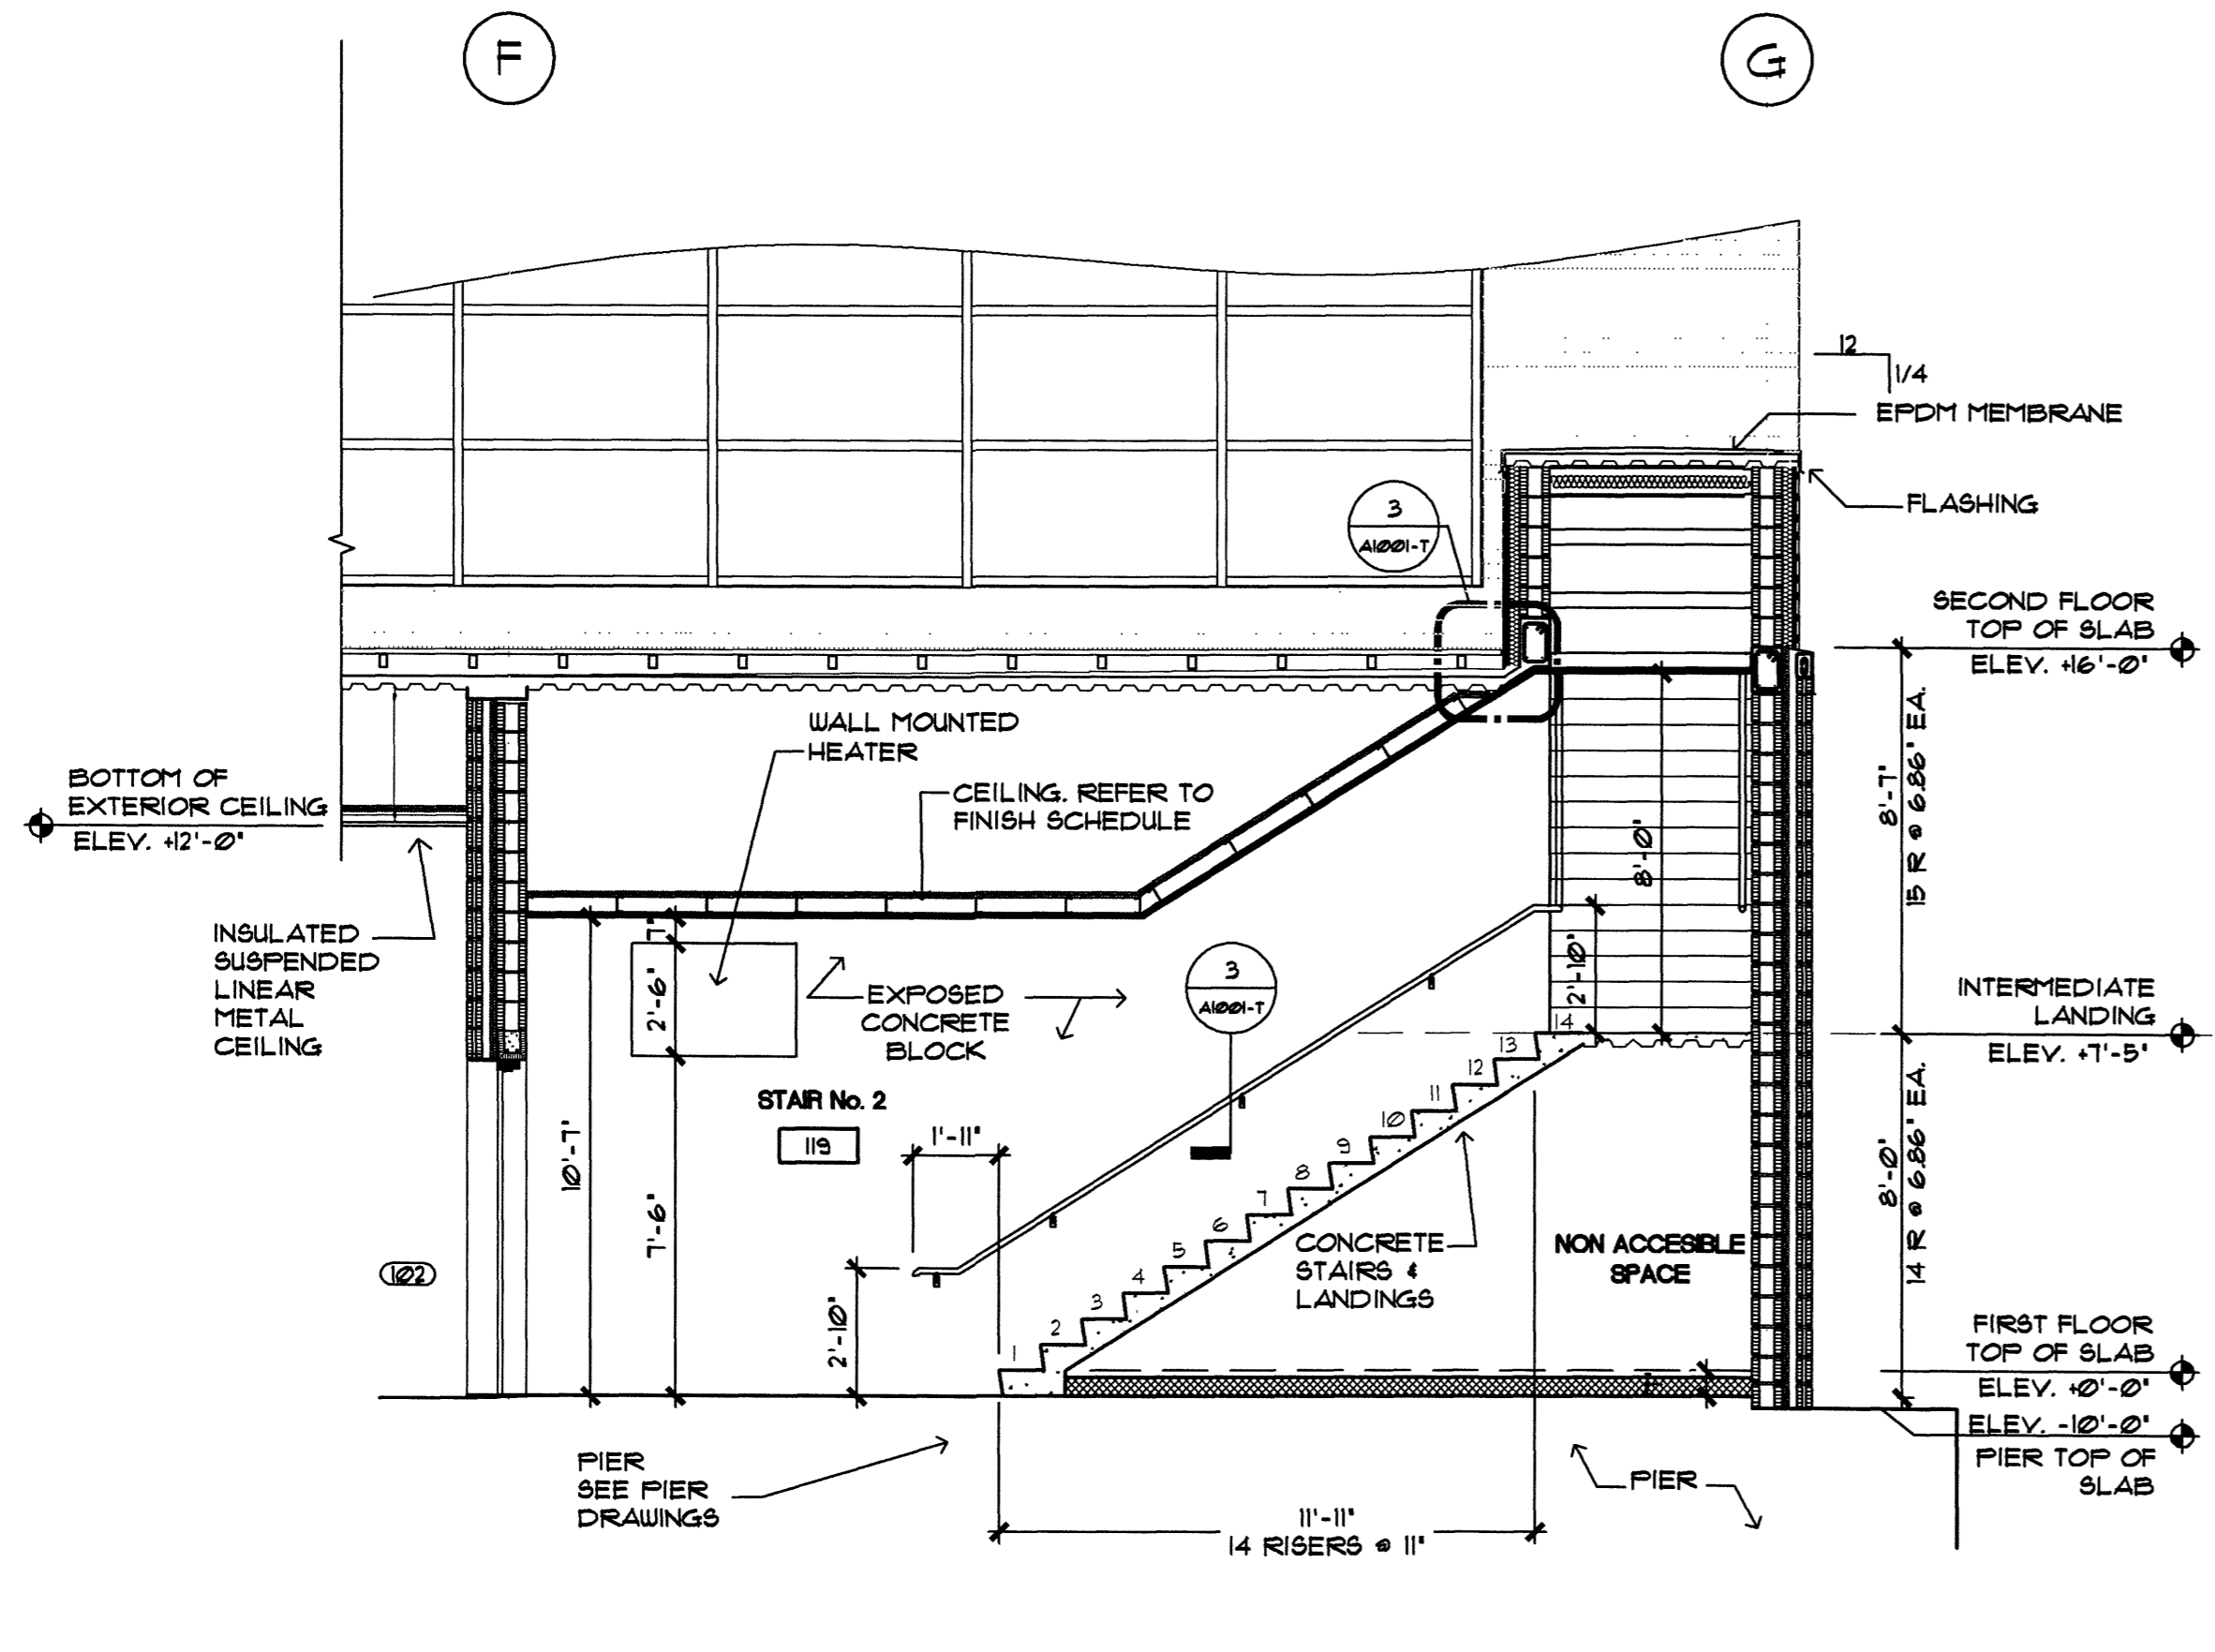 F
G
12
1/4
EPDM MEMBRANE
FLASHING
3
A1001-T
SECOND FLOOR
TOP OF SLAB
ELEV. +16'-0"
WALL MOUNTED
HEATER
BOTTOM OF
EXTERIOR CEILING
ELEV. +12'-0"
CEILING. REFER TO
FINISH SCHEDULE
8'-7"
15 R @ 6.86" EA.
8'-0"
INSULATED
SUSPENDED
LINEAR
METAL
CEILING
7"
2'-6"
EXPOSED
CONCRETE
BLOCK
3
A1001-T
2'-10"
INTERMEDIATE
LANDING
ELEV. +7'-5"
STAIR No. 2
119
1'-11"
10'-7"
7'-6"
2'-10"
102
1
2
3
4
5
6
7
8
9
10
11
12
13
14
CONCRETE
STAIRS &
LANDINGS
NON ACCESIBLE
SPACE
8'-0"
14 R @ 6.86" EA.
FIRST FLOOR
TOP OF SLAB
ELEV. +0'-0"
ELEV. -10'-0"
PIER TOP OF
SLAB
PIER
SEE PIER
DRAWINGS
PIER
11'-11"
14 RISERS @ 11"